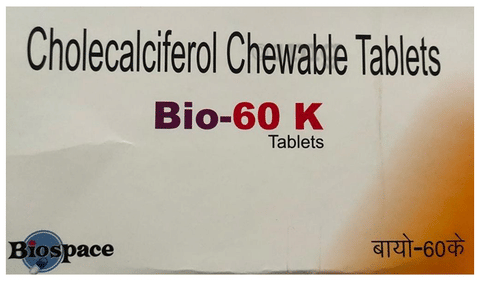 Cholecalciferol Chewable Tablets
Bio-60 K
Tablets
Biospace
बायो-60के